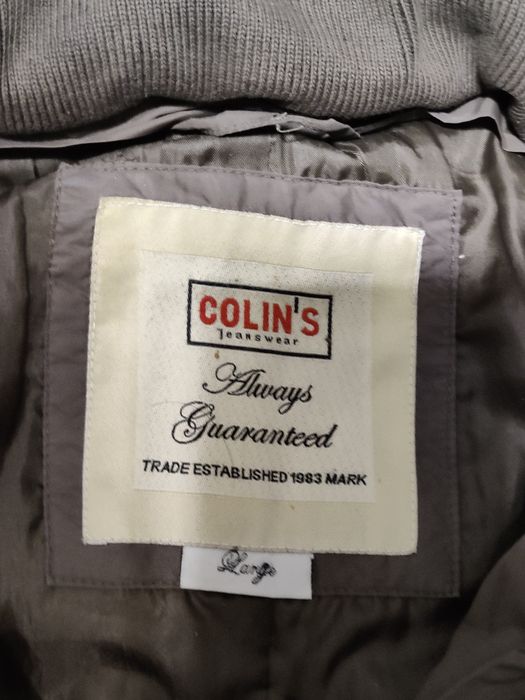 COLIN'S
Jeanswear
Always
Guaranteed
TRADE ESTABLISHED 1983 MARK
Large